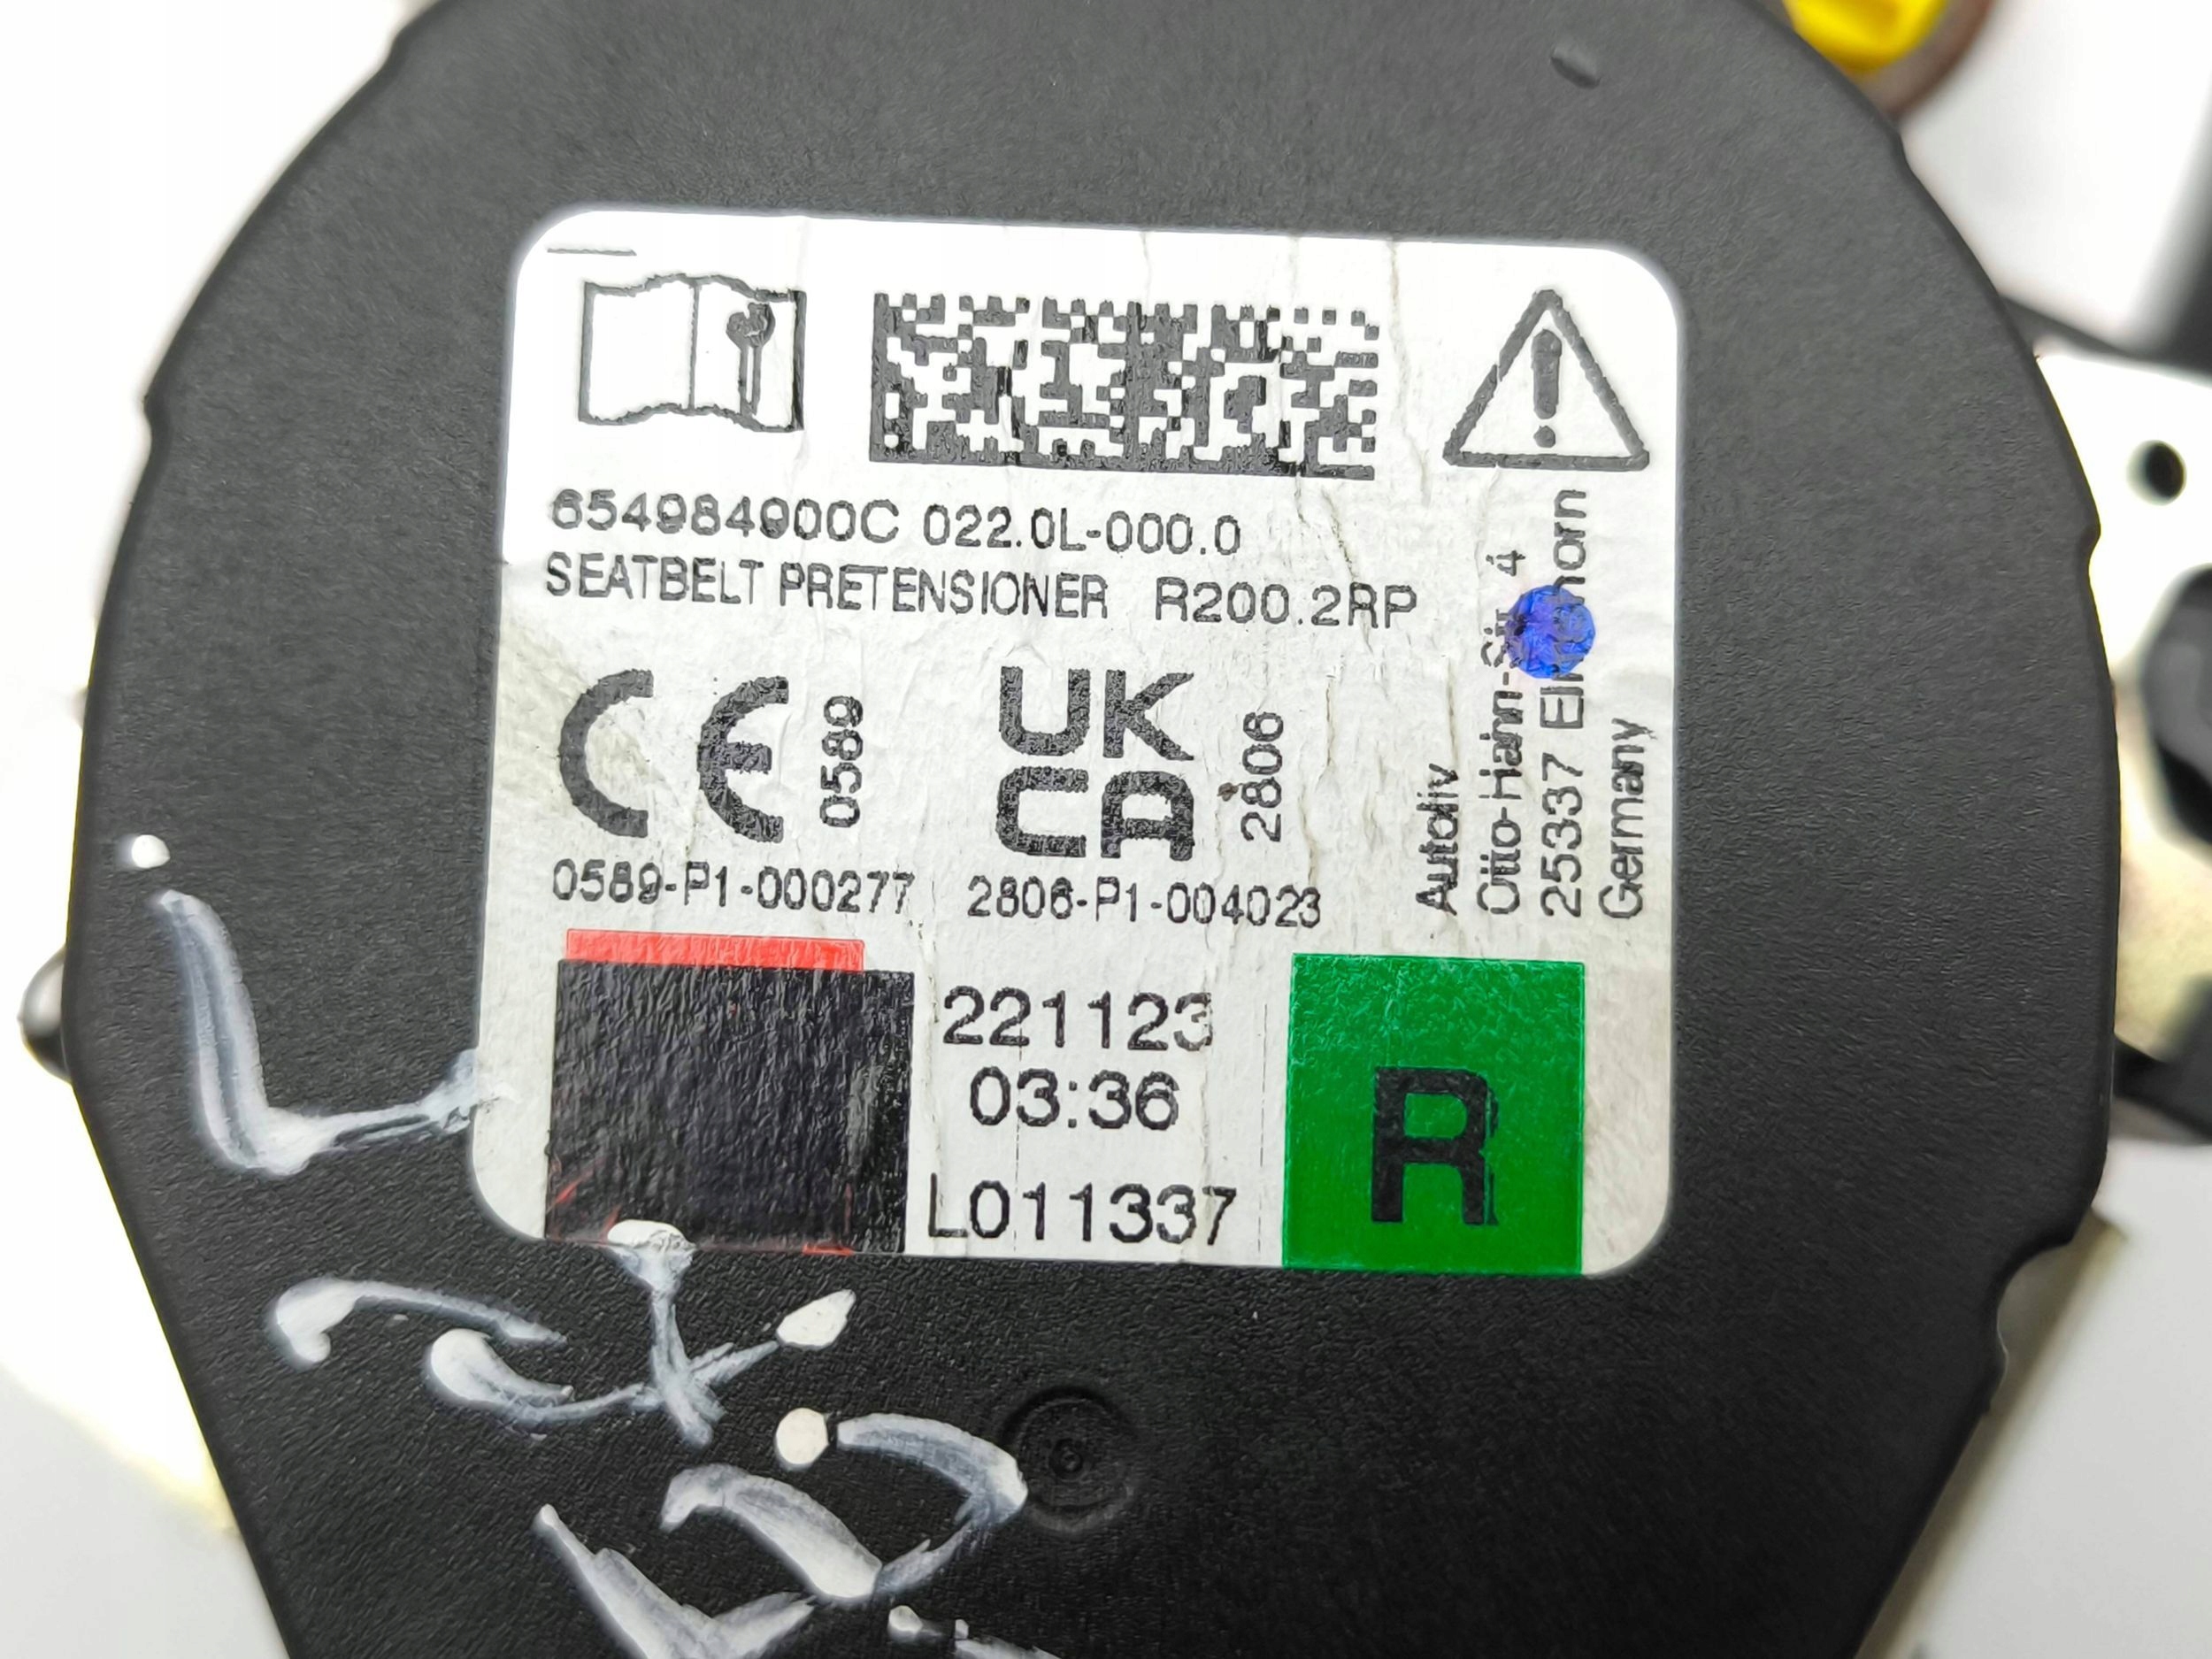 654984900C 022.0L-000.0
SEATBELT PRETENSIONER R200.2RP
CE 0589
UK
CA 2806
0589-P1-000277 2806-P1-004023
Autoliv
Otto-Hahn-Str. 4
25337
Germany
221123
03:36
L011337
R